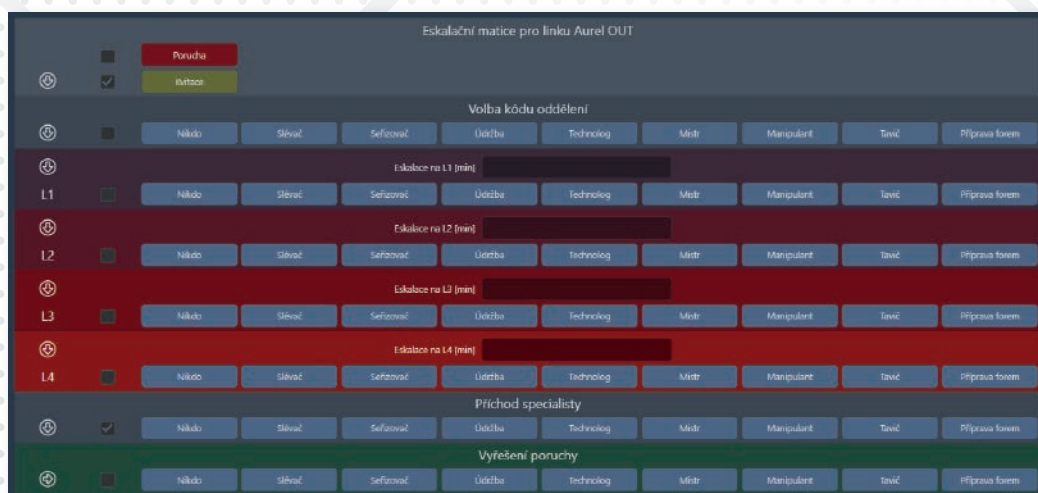 Eskalační matice pro linku Aurel OUT
Porucha
Kvitace
Volba kódu oddělení
Nikdo Slévač Seřizovač Údržba Technolog Mistr Manipulant Tavič Příprava forem
Eskalace na L1 [min]
L1 Nikdo Slévač Seřizovač Údržba Technolog Mistr Manipulant Tavič Příprava forem
Eskalace na L2 [min]
L2 Nikdo Slévač Seřizovač Údržba Technolog Mistr Manipulant Tavič Příprava forem
Eskalace na L3 [min]
L3 Nikdo Slévač Seřizovač Údržba Technolog Mistr Manipulant Tavič Příprava forem
Eskalace na L4 [min]
L4 Nikdo Slévač Seřizovač Údržba Technolog Mistr Manipulant Tavič Příprava forem
Příchod specialisty
Nikdo Slévač Seřizovač Údržba Technolog Mistr Manipulant Tavič Příprava forem
Vyřešení poruchy
Nikdo Slévač Seřizovač Údržba Technolog Mistr Manipulant Tavič Příprava forem